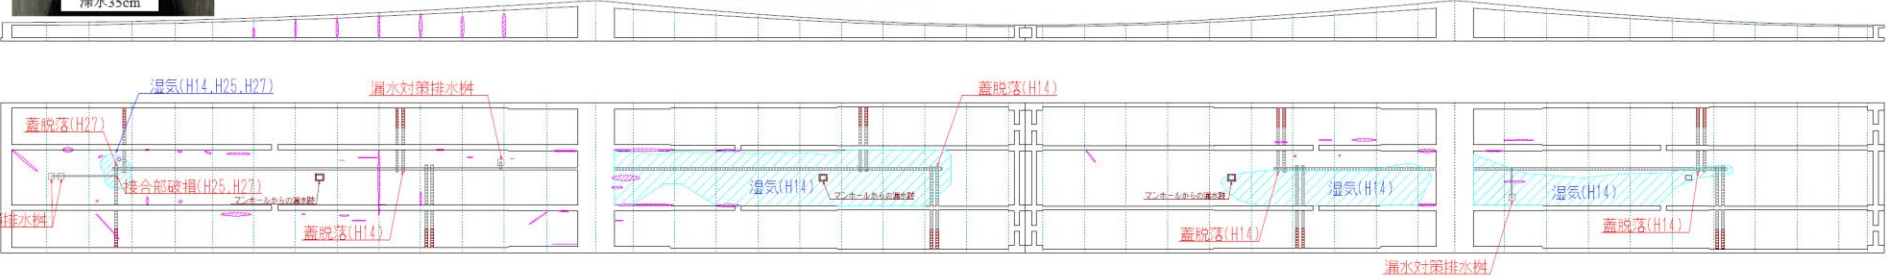 滞水35cm
湿気(H14,H25,H27)
漏水対策排水桝
蓋脱落(H14)
蓋脱落(H27)
接合部破損(H25,H27)
マンホールからの漏水跡
排水桝
蓋脱落(H14)
湿気(H14)
マンホールからの漏水跡
マンホールからの漏水跡
湿気(H14)
蓋脱落(H14)
湿気(H14)
蓋脱落(H14)
漏水対策排水桝